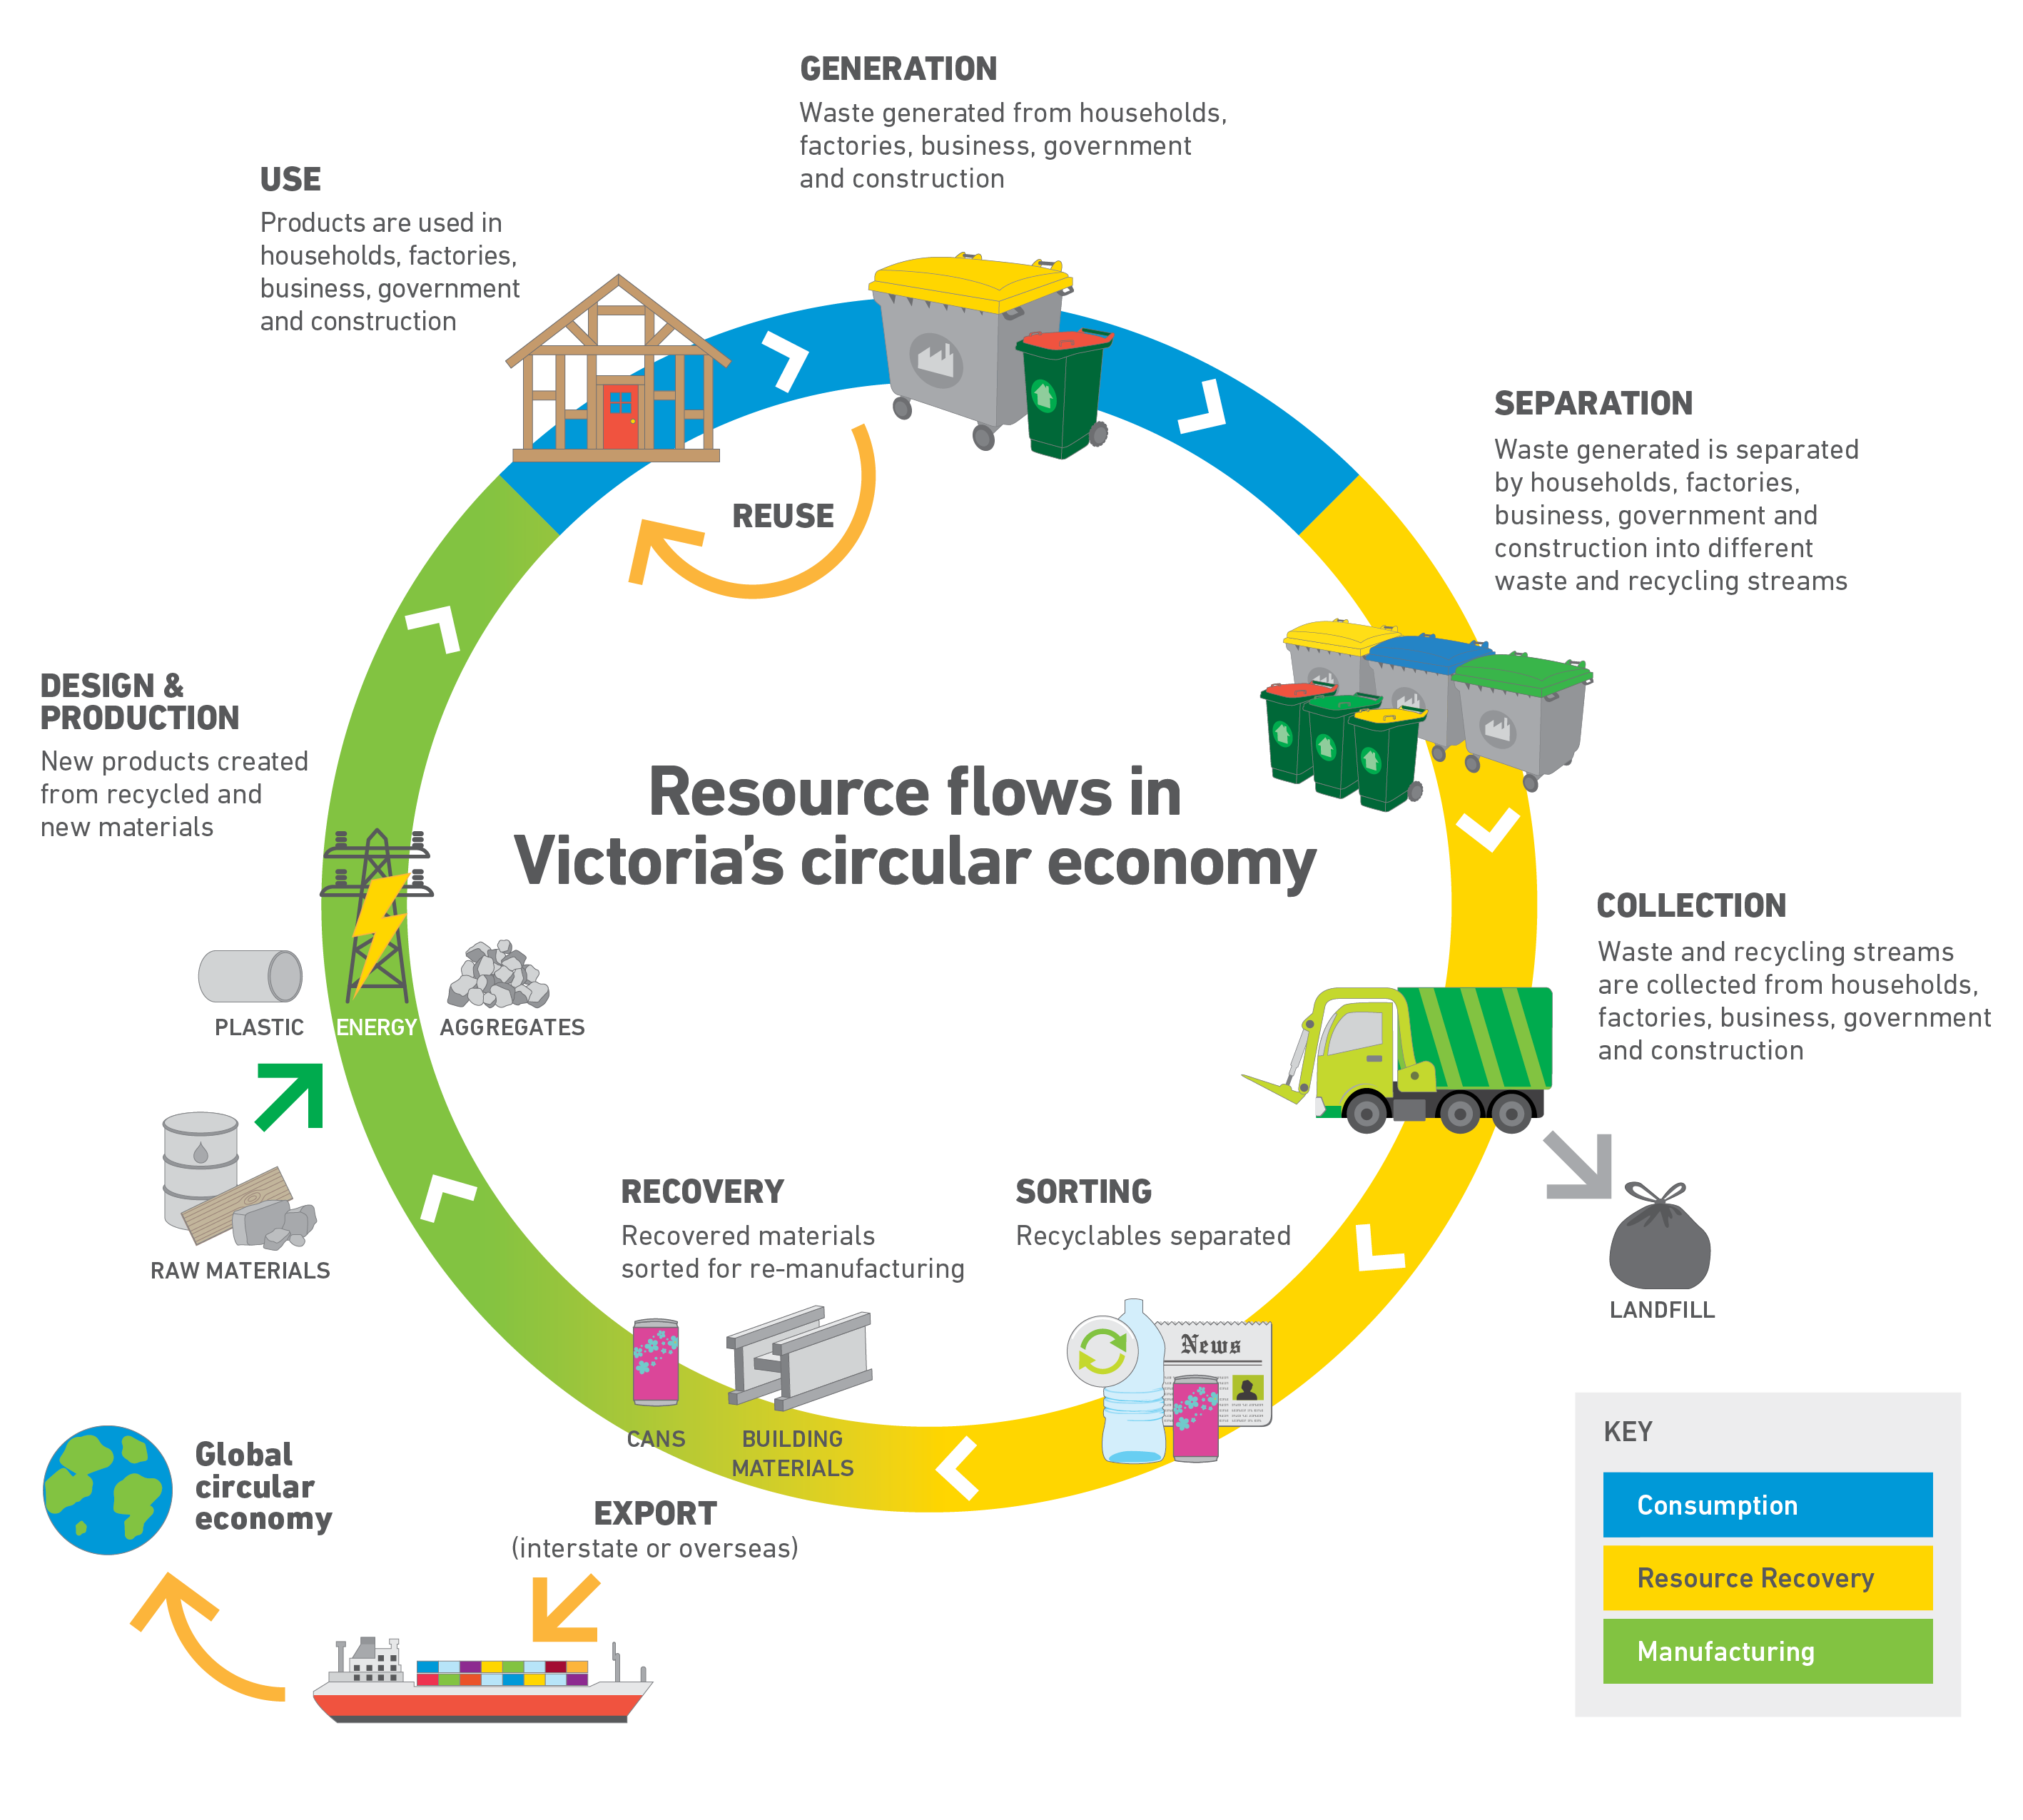 GENERATION
Waste generated from households,
factories, business, government
and construction
USE
Products are used in
households, factories,
business, government
and construction
SEPARATION
Waste generated is separated
by households, factories,
business, government and
construction into different
waste and recycling streams
REUSE
DESIGN &
PRODUCTION
New products created
from recycled and
new materials
Resource flows in
Victoria’s circular economy
COLLECTION
Waste and recycling streams
are collected from households,
factories, business, government
and construction
PLASTIC
ENERGY
AGGREGATES
RAW MATERIALS
RECOVERY
Recovered materials
sorted for re-manufacturing
SORTING
Recyclables separated
LANDFILL
News
CANS
BUILDING
MATERIALS
EXPORT
(interstate or overseas)
Global
circular
economy
KEY
Consumption
Resource Recovery
Manufacturing